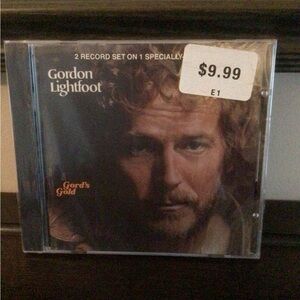 2 RECORD SET ON 1 SPECIALLY-
Gordon
Lightfoot
$9.99
E1
Gord's
Gold